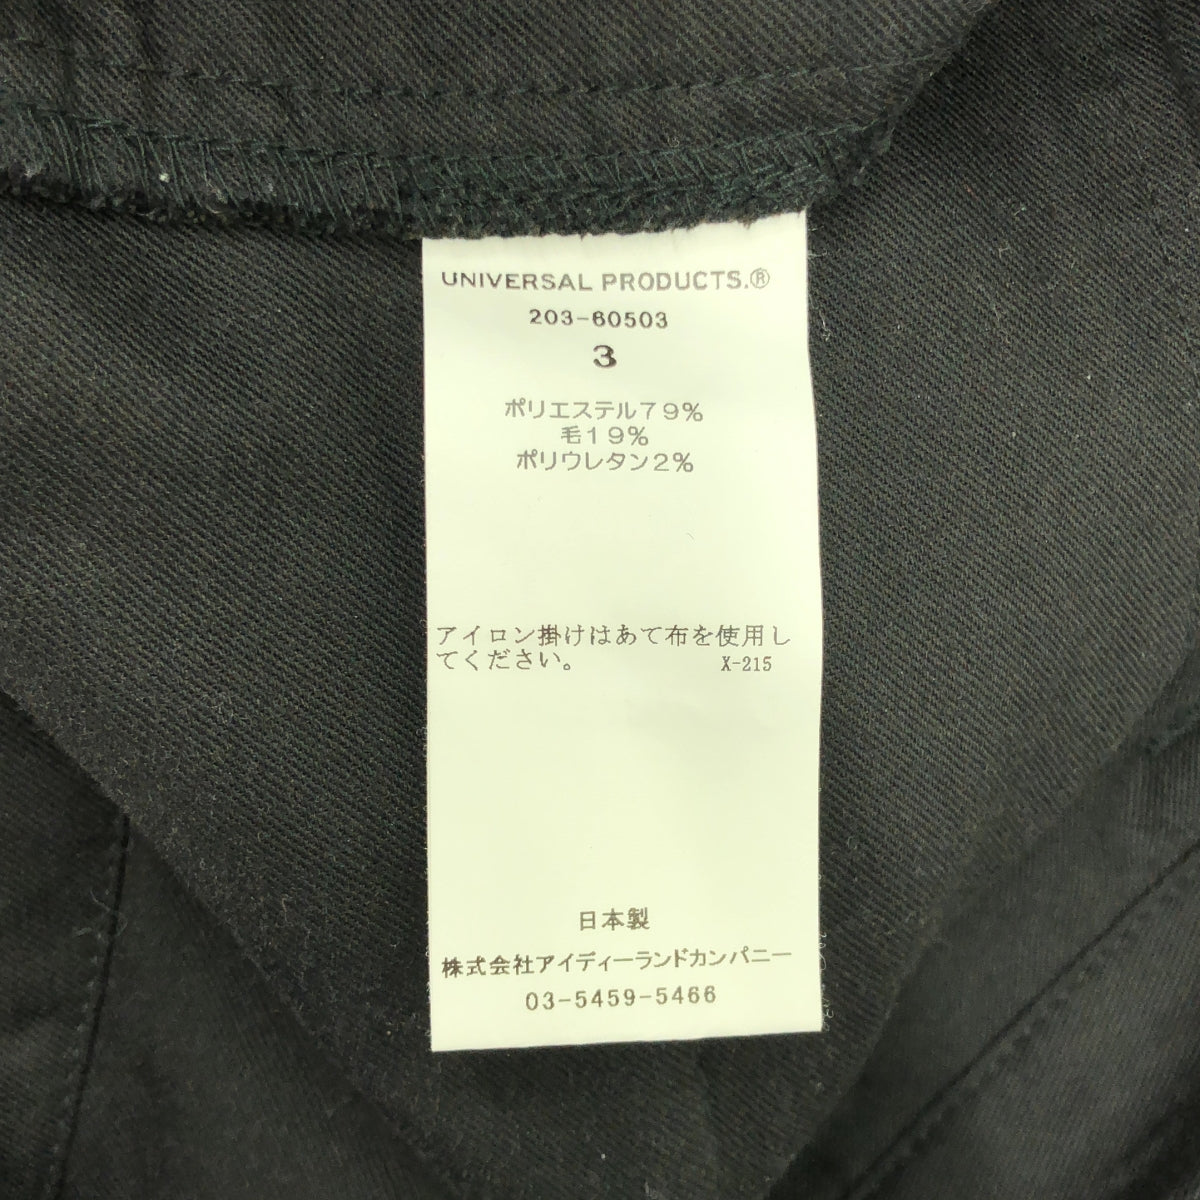 UNIVERSAL PRODUCTS.®
203-60503
3
ポリエステル79%
毛19%
ポリウレタン2%
アイロン掛けはあて布を使用し
てください。 X-215
日本製
株式会社アイディーランドカンパニー
03-5459-5466